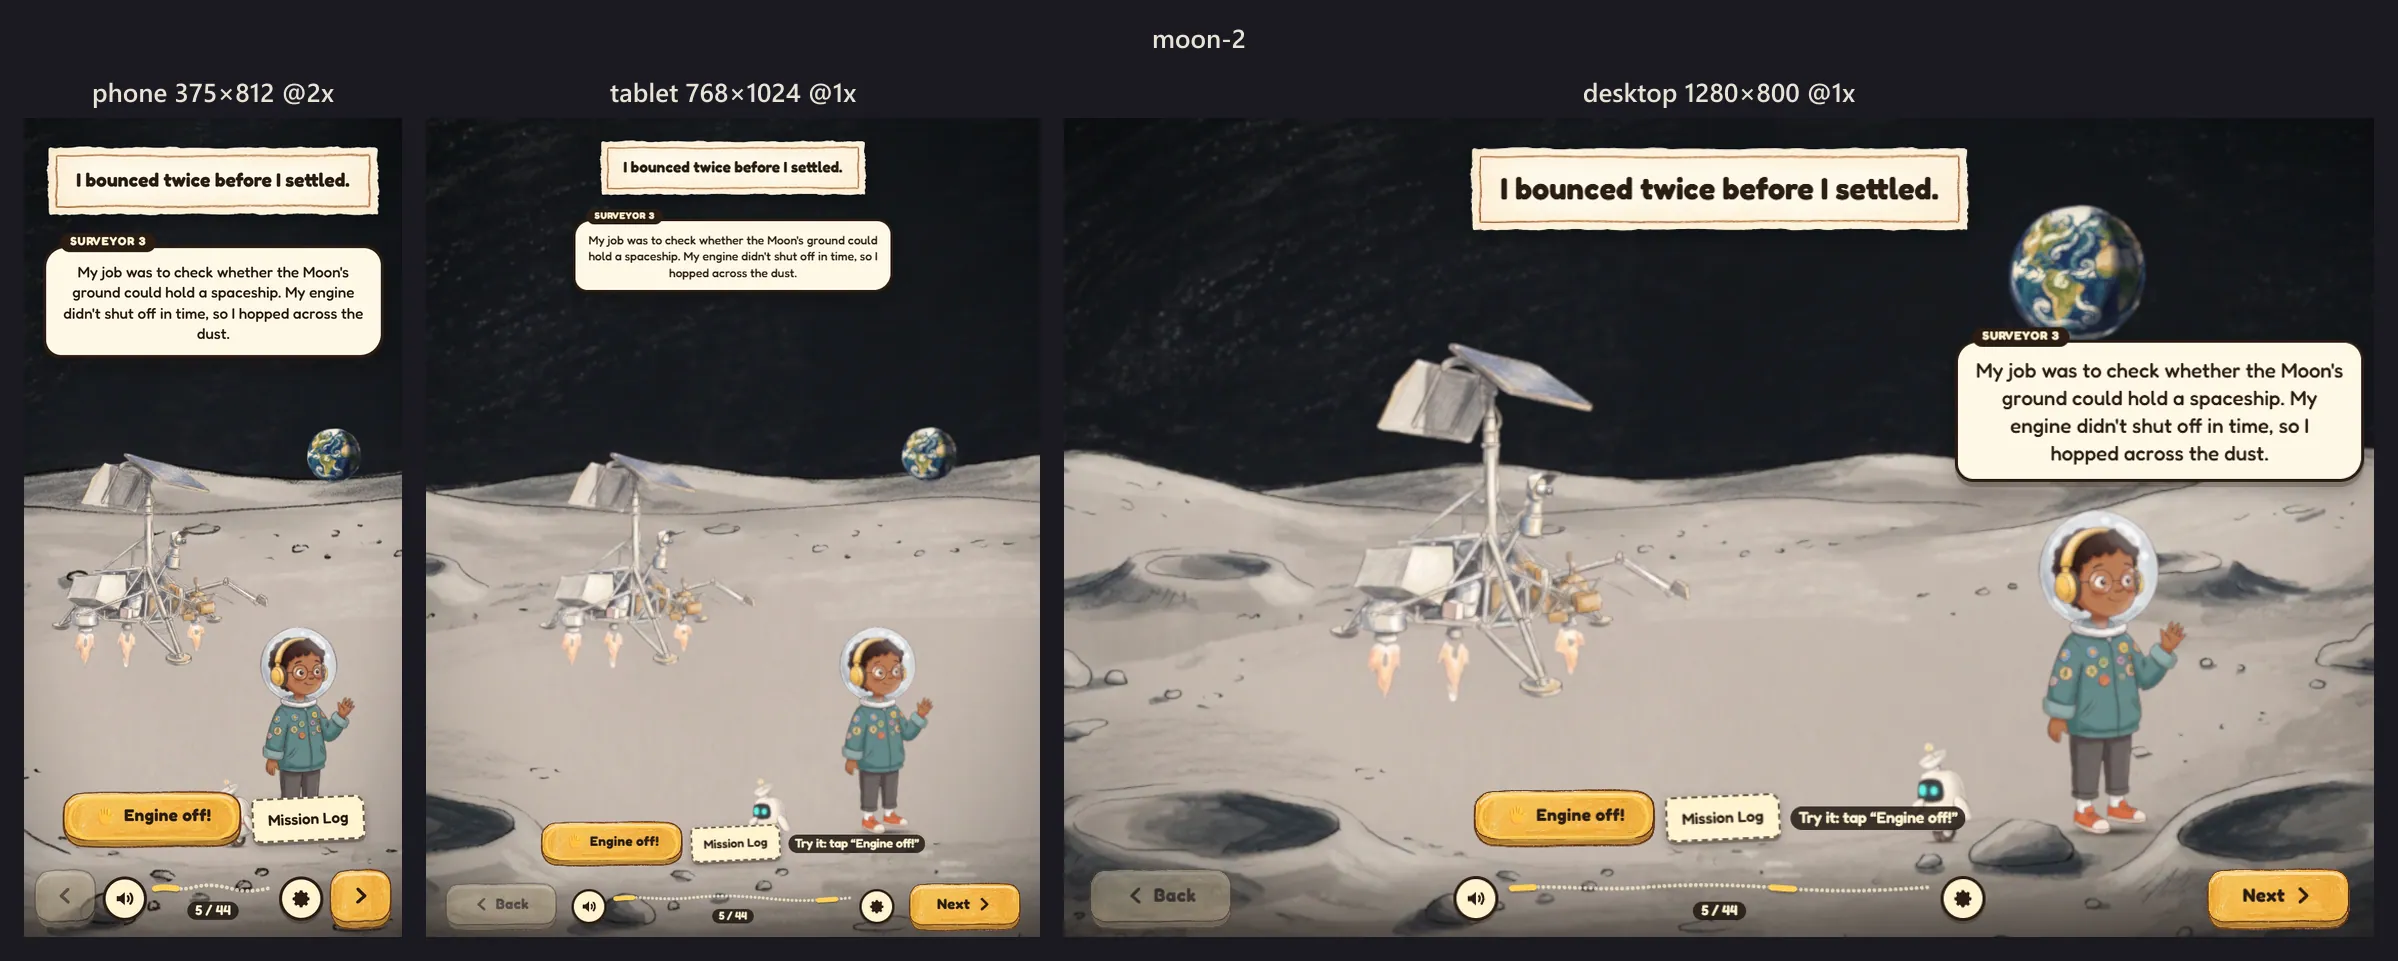 moon-2
phone 375×812 @2x
I bounced twice before I settled.
SURVEYOR 3
My job was to check whether the Moon's
ground could hold a spaceship. My engine
didn't shut off in time, so I hopped across the
dust.
Engine off!
Mission Log
5 / 44
tablet 768×1024 @1x
I bounced twice before I settled.
SURVEYOR 3
My job was to check whether the Moon's ground could
hold a spaceship. My engine didn't shut off in time, so I
hopped across the dust.
Engine off!
Mission Log
Try it: tap “Engine off!”
Back
5 / 44
Next
desktop 1280×800 @1x
I bounced twice before I settled.
SURVEYOR 3
My job was to check whether the Moon's
ground could hold a spaceship. My
engine didn't shut off in time, so I
hopped across the dust.
Engine off!
Mission Log
Try it: tap “Engine off!”
Back
5 / 44
Next